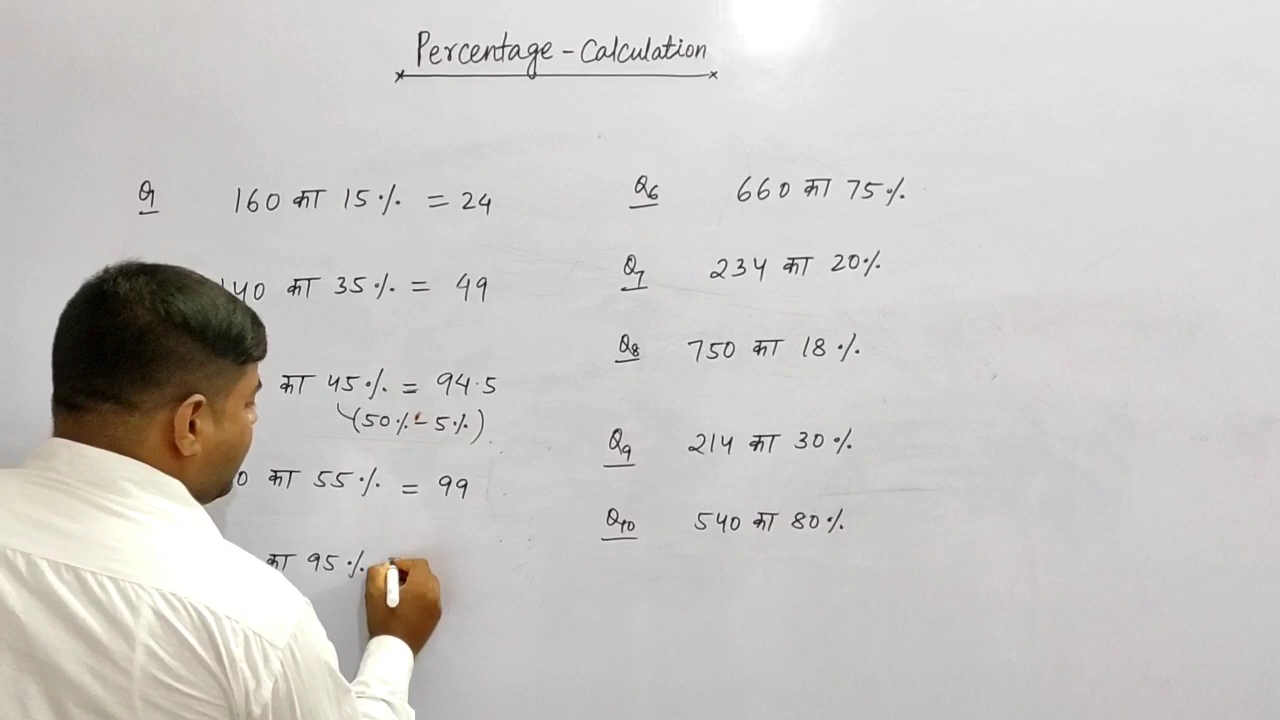 Percentage - Calculation
Q1 160 का 15% = 24
140 का 35% = 49
का 45% = 94.5
(50% - 5%)
0 का 55% = 99
का 95%
Q6 660 का 75%
Q7 234 का 20%
Q8 750 का 18%
Q9 214 का 30%
Q10 540 का 80%